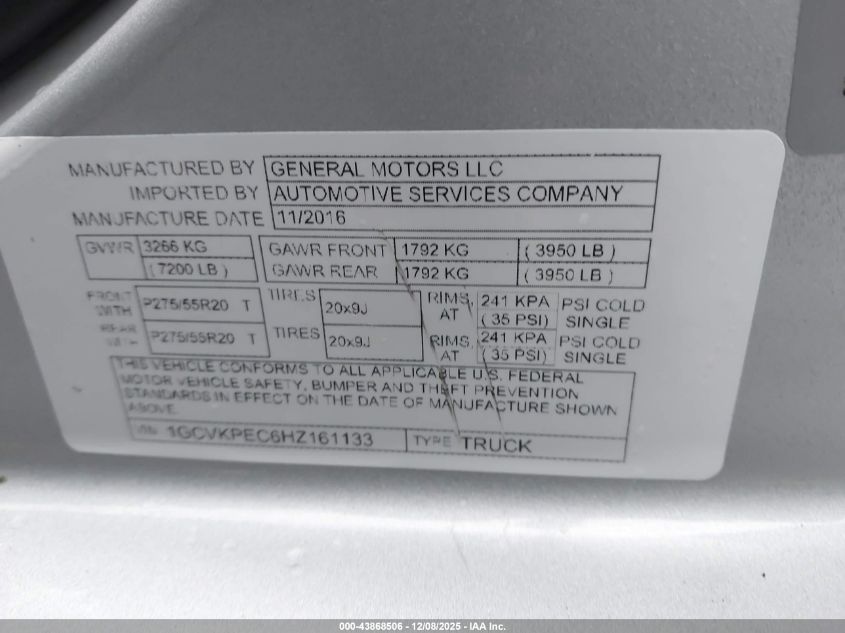 MANUFACTURED BY GENERAL MOTORS LLC
IMPORTED BY AUTOMOTIVE SERVICES COMPANY
MANUFACTURE DATE 11/2016
GVWR 3266 KG GAWR FRONT 1792 KG ( 3950 LB )
( 7200 LB ) GAWR REAR 1792 KG ( 3950 LB )
FRONT WITH P275/55R20 T TIRES 20x9J RIMS, AT 241 KPA ( 35 PSI) PSI COLD SINGLE
REAR WITH P275/55R20 T TIRES 20x9J RIMS, AT 241 KPA ( 35 PSI) PSI COLD SINGLE
THIS VEHICLE CONFORMS TO ALL APPLICABLE U.S. FEDERAL
MOTOR VEHICLE SAFETY, BUMPER AND THEFT PREVENTION
STANDARDS IN EFFECT ON THE DATE OF MANUFACTURE SHOWN
ABOVE.
VIN 1GCVKPEC6HZ161133 TYPE TRUCK
000-43868506 - 12/08/2025 - IAA Inc.